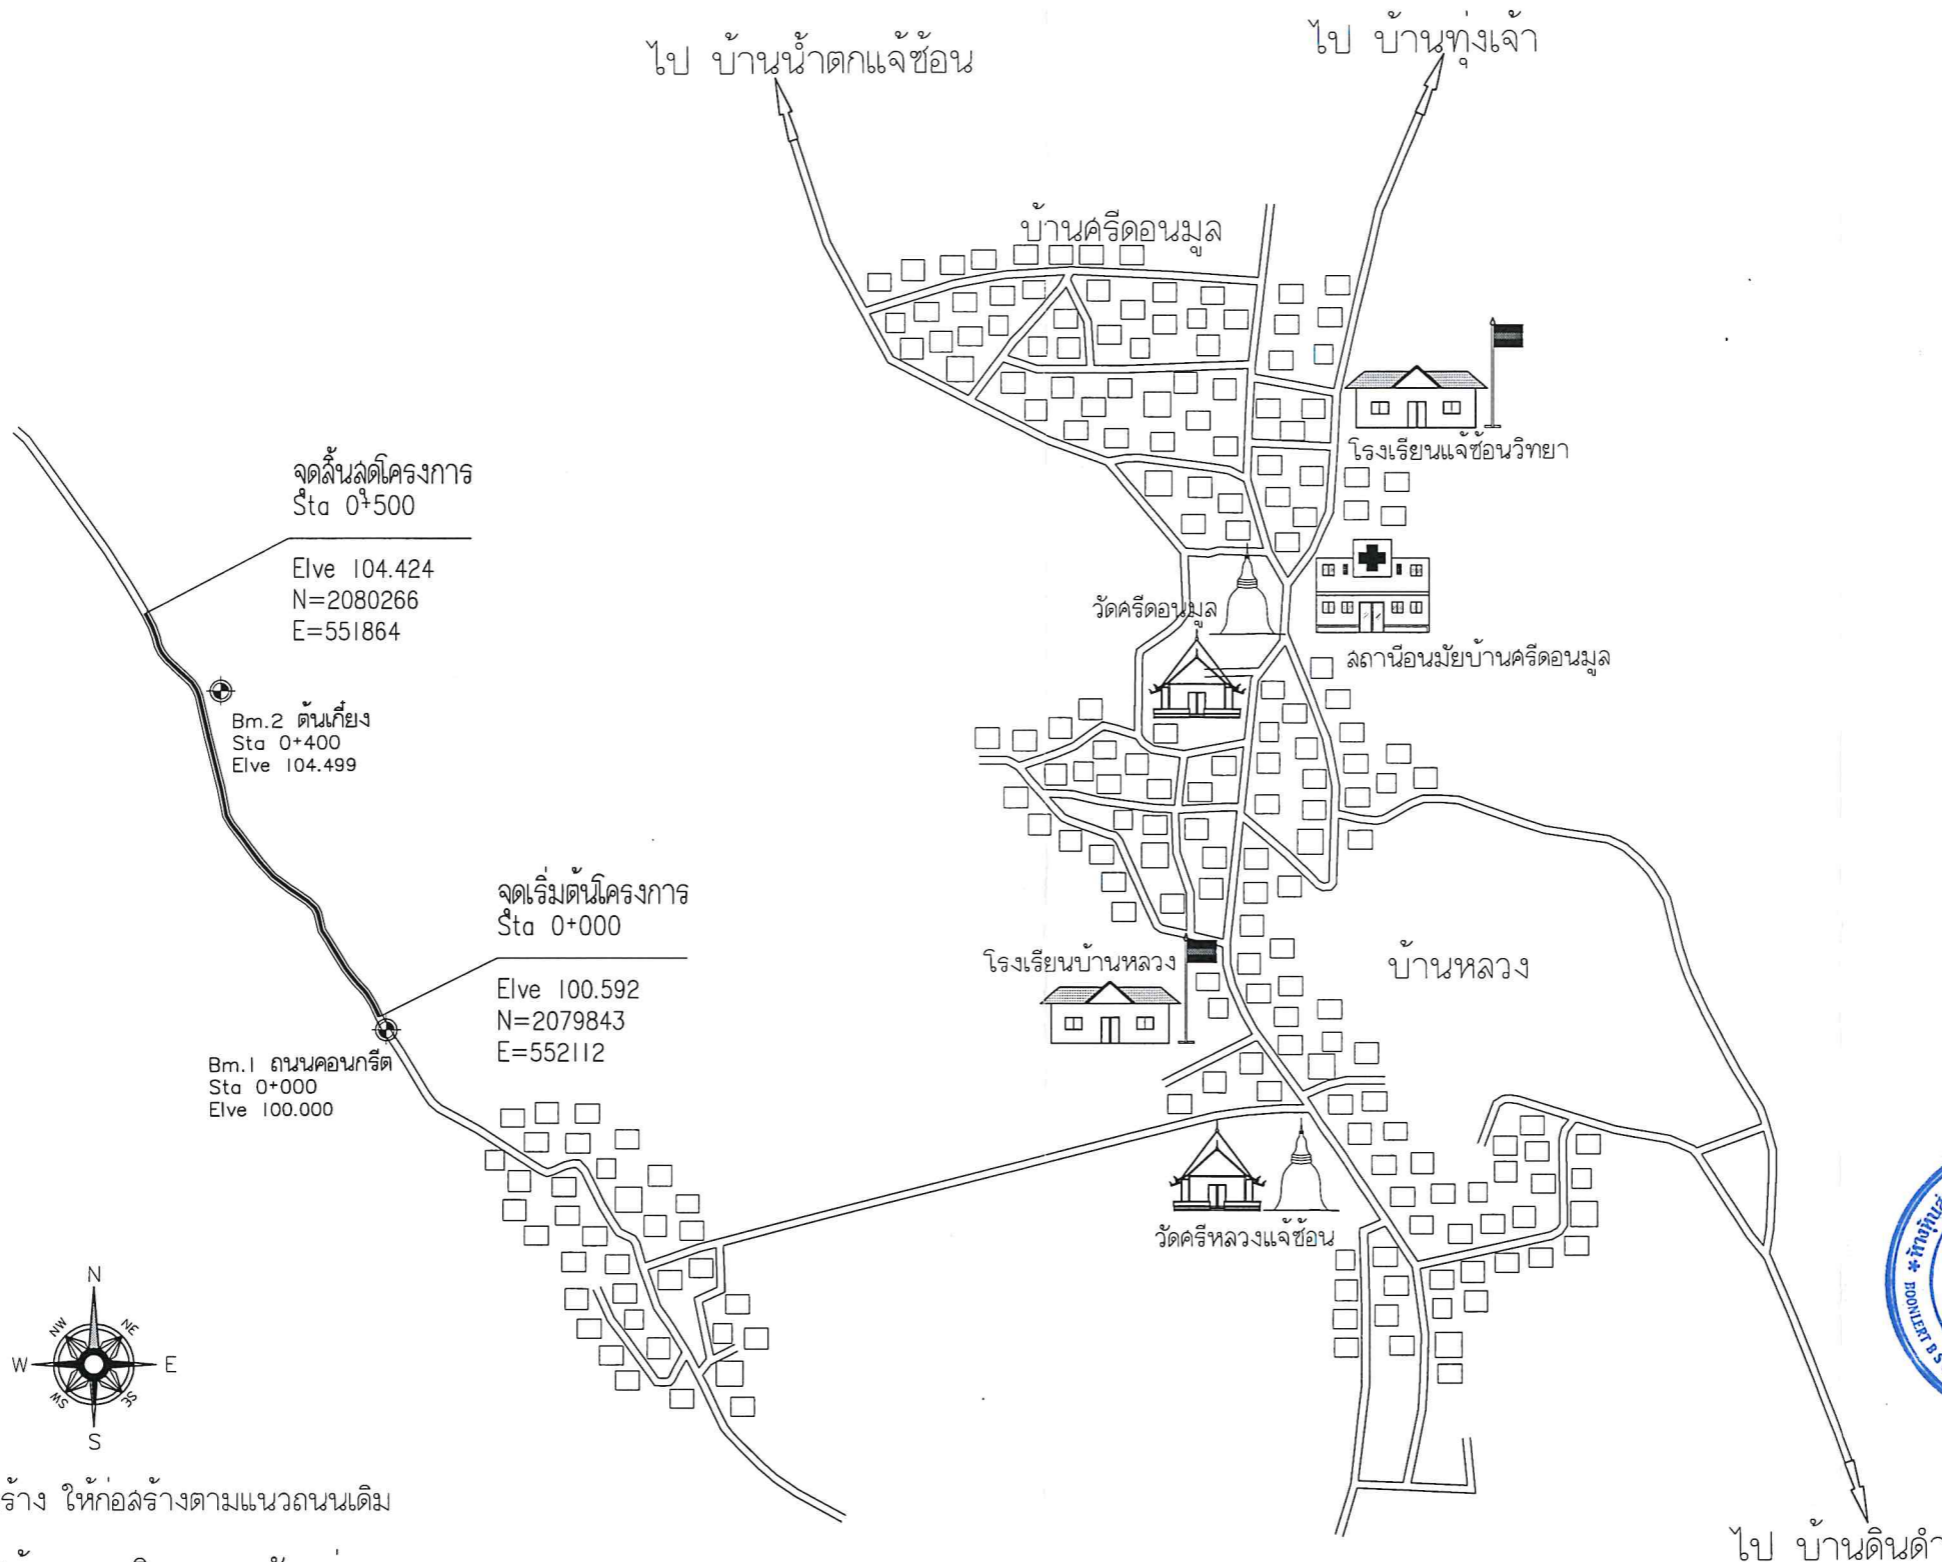 ไป บ้านน้ำตกแจ้ซ้อน
ไป บ้านทุ่งเจ้า
บ้านศรีดอนมูล
โรงเรียนแจ้ซ้อนวิทยา
จุดสิ้นสุดโครงการ
Sta 0+500
Elve 104.424
N=2080266
E=551864
วัดศรีดอนมูล
สถานีอนมัยบ้านศรีดอนมูล
Bm.2 ต้นเกี๋ยง
Sta 0+400
Elve 104.499
จุดเริ่มต้นโครงการ
Sta 0+000
Elve 100.592
N=2079843
E=552112
โรงเรียนบ้านหลวง
บ้านหลวง
Bm.1 ถนนคอนกรีต
Sta 0+000
Elve 100.000
วัดศรีหลวงแจ้ซ้อน
N
NW NE
W E
SW SE
S
ร้าง ให้ก่อสร้างตามแนวถนนเดิม
ไป บ้านดินดำ
BOONLERT B S